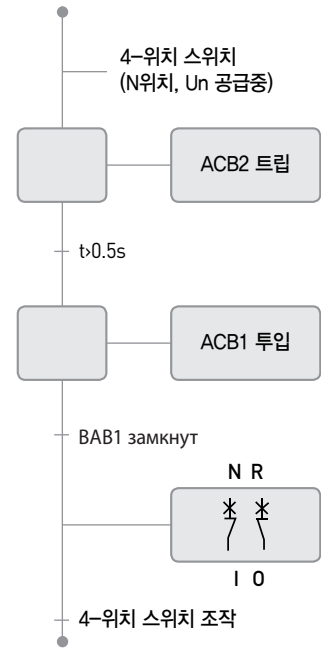 4-위치 스위치
(N위치, Un 공급중)
ACB2 트립
t>0.5s
ACB1 투입
BAB1 замкнут
N R
I O
4-위치 스위치 조작